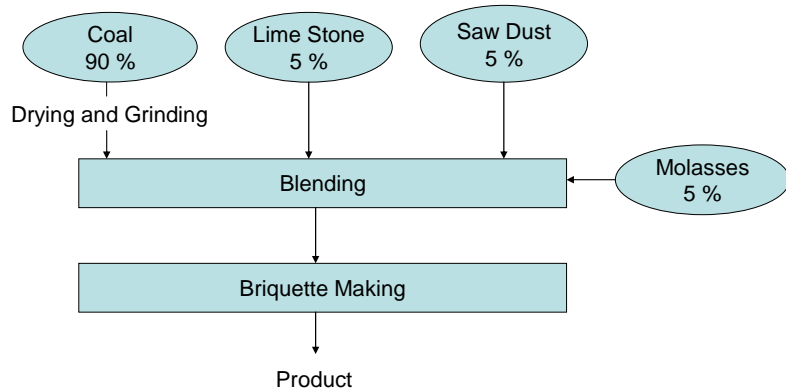 Coal
90 %
Lime Stone
5 %
Saw Dust
5 %
Drying and Grinding
Blending
Molasses
5 %
Briquette Making
Product